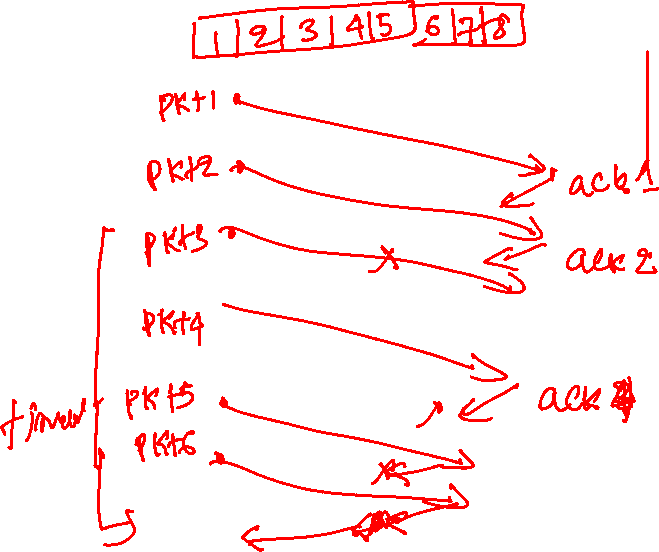 1 2 3 4 5 6 7 8
pkt1
pkt2 ack 1
pkt3 ack 2
pkt4
pkt5 ack
pkt6
timer